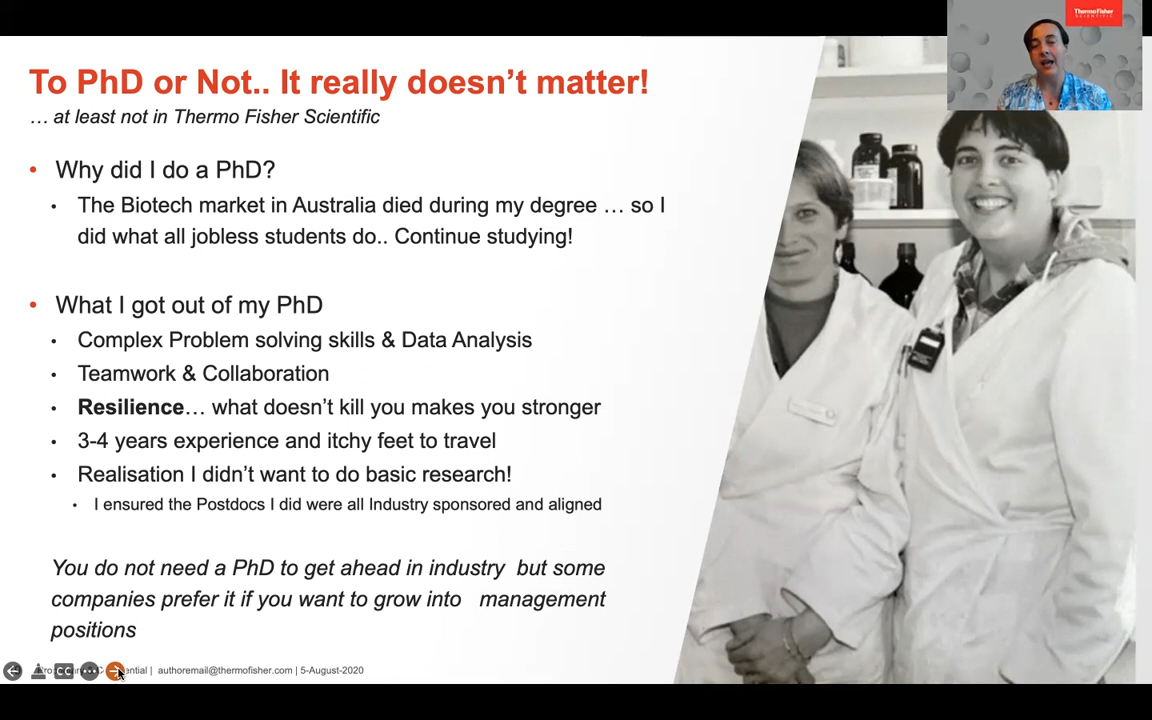 ThermoFisher
SCIENTIFIC
To PhD or Not.. It really doesn't matter!
… at least not in Thermo Fisher Scientific
• Why did I do a PhD?
• The Biotech market in Australia died during my degree … so I
did what all jobless students do.. Continue studying!
• What I got out of my PhD
• Complex Problem solving skills & Data Analysis
• Teamwork & Collaboration
• Resilience… what doesn't kill you makes you stronger
• 3-4 years experience and itchy feet to travel
• Realisation I didn't want to do basic research!
• I ensured the Postdocs I did were all Industry sponsored and aligned
You do not need a PhD to get ahead in industry but some
companies prefer it if you want to grow into management
positions
CC
| authoremail@thermofisher.com | 5-August-2020